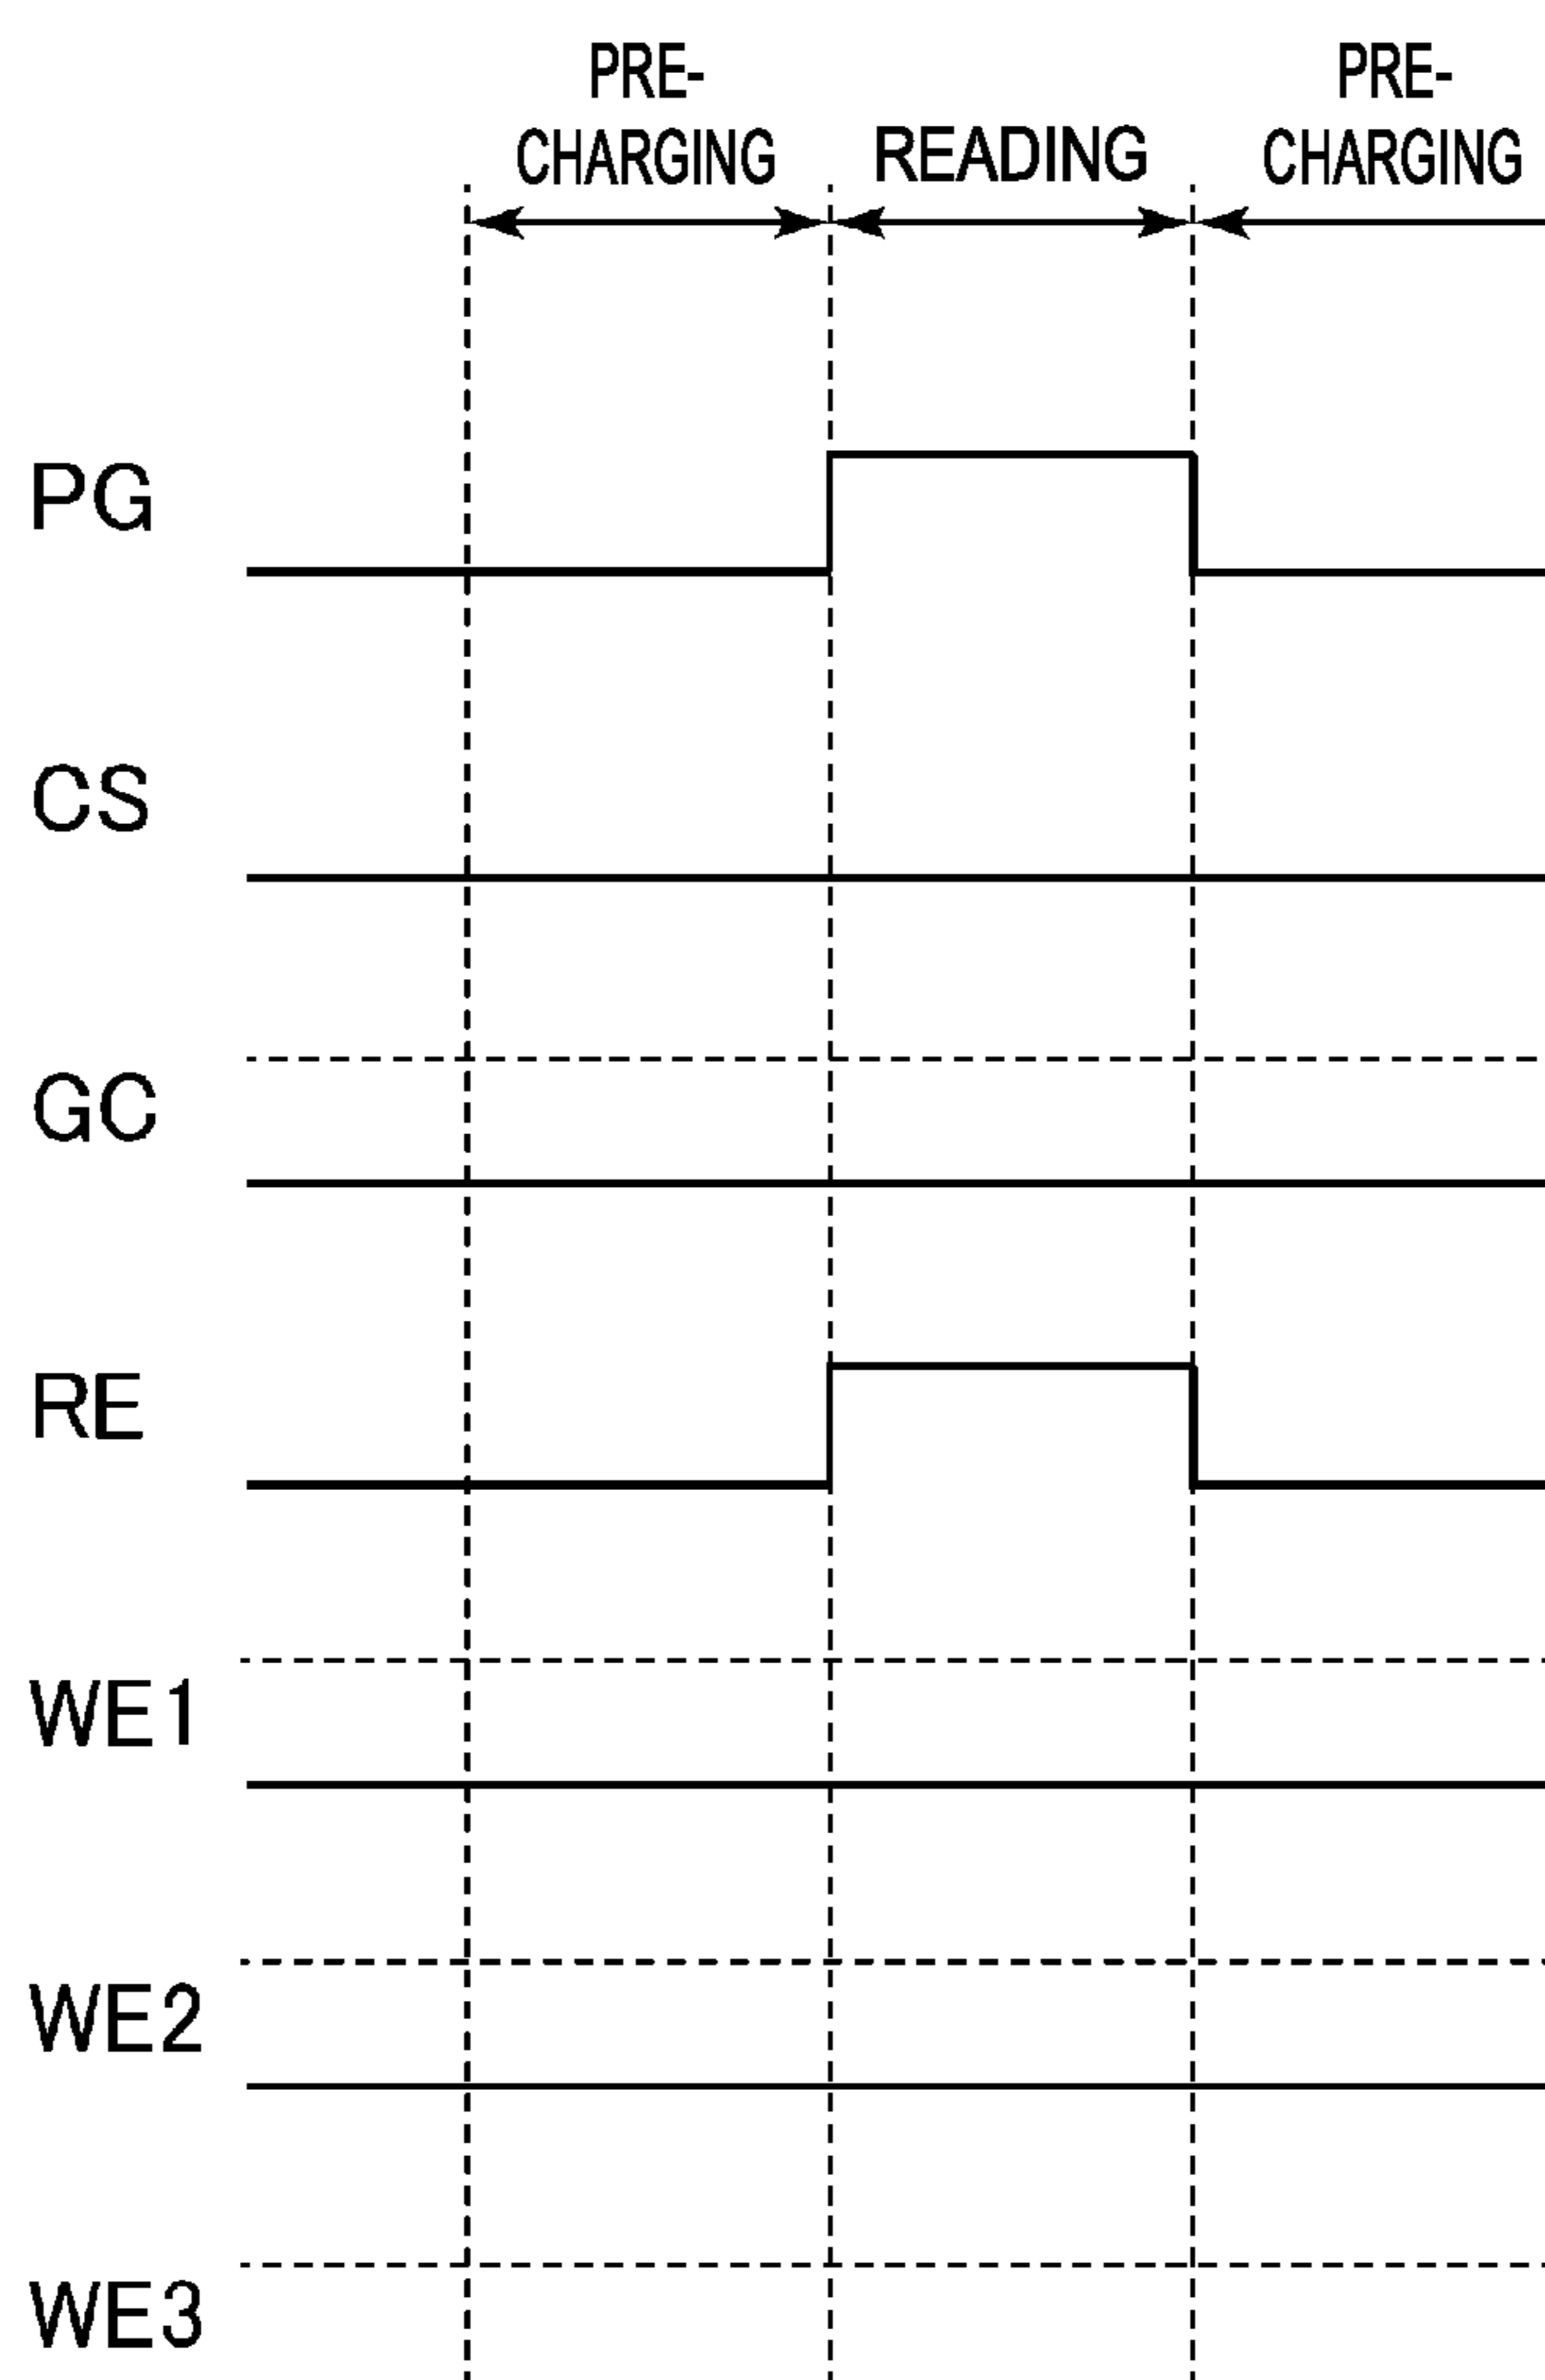 PRE-
CHARGING
READING
PRE-
CHARGING
PG
CS
GC
RE
WE1
WE2
WE3